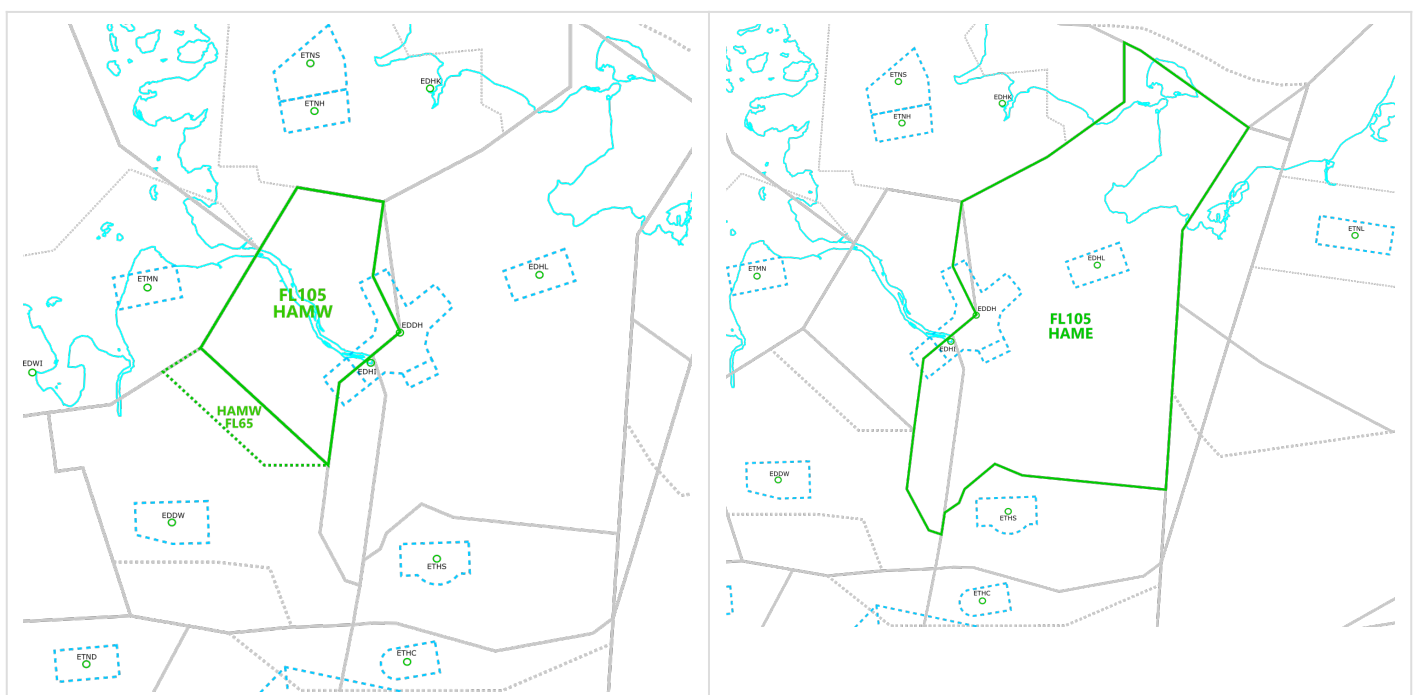 ETNS
EDHK
ETNH
EDHL
ETMN
FL105
HAMW
EDDH
EDHI
EDWI
HAMW
FL65
EDDW
ETHS
ETND
ETHC
ETNS
EDHK
ETNH
ETNL
EDHL
ETMN
EDDH
FL105
HAME
EDHI
EDDW
ETHS
ETHC